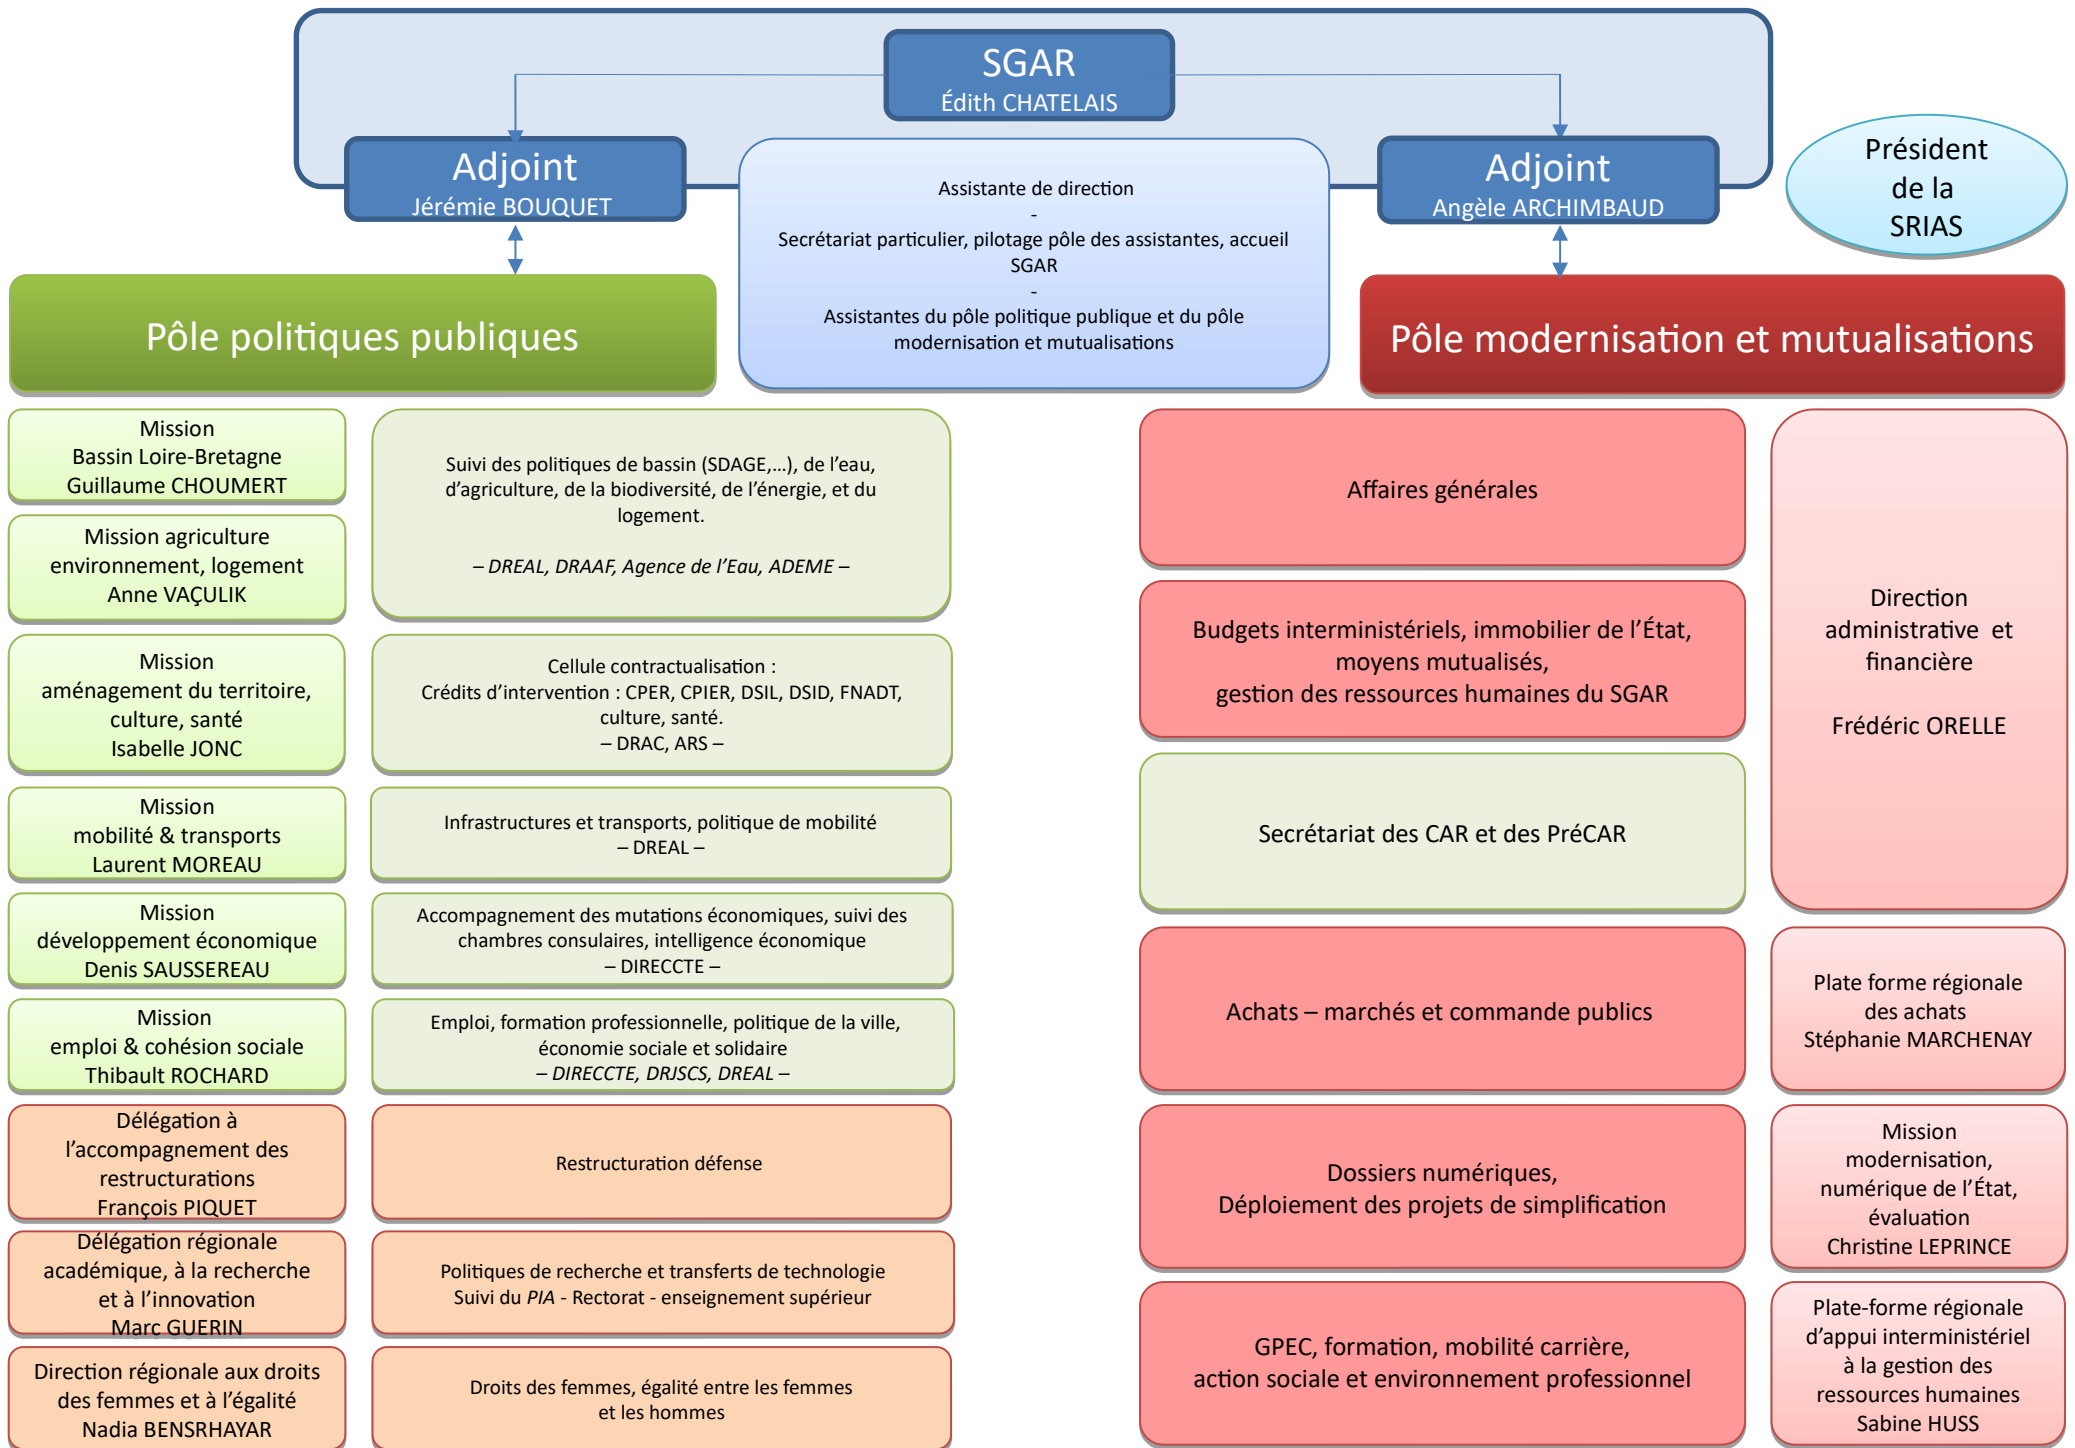 SGAR
Édith CHATELAIS
Adjoint
Jérémie BOUQUET
Assistante de direction
-
Secrétariat particulier, pilotage pôle des assistantes, accueil
SGAR
-
Assistantes du pôle politique publique et du pôle
modernisation et mutualisations
Adjoint
Angèle ARCHIMBAUD
Président
de la
SRIAS
Pôle politiques publiques
Pôle modernisation et mutualisations
Mission
Bassin Loire-Bretagne
Guillaume CHOUMERT
Mission agriculture
environnement, logement
Anne VAÇULIK
Suivi des politiques de bassin (SDAGE,...), de l’eau,
d’agriculture, de la biodiversité, de l’énergie, et du
logement.
– DREAL, DRAAF, Agence de l’Eau, ADEME –
Mission
aménagement du territoire,
culture, santé
Isabelle JONC
Cellule contractualisation :
Crédits d’intervention : CPER, CPIER, DSIL, DSID, FNADT,
culture, santé.
– DRAC, ARS –
Mission
mobilité & transports
Laurent MOREAU
Infrastructures et transports, politique de mobilité
– DREAL –
Mission
développement économique
Denis SAUSSEREAU
Accompagnement des mutations économiques, suivi des
chambres consulaires, intelligence économique
– DIRECCTE –
Mission
emploi & cohésion sociale
Thibault ROCHARD
Emploi, formation professionnelle, politique de la ville,
économie sociale et solidaire
– DIRECCTE, DRJSCS, DREAL –
Délégation à
l’accompagnement des
restructurations
François PIQUET
Restructuration défense
Délégation régionale
académique, à la recherche
et à l’innovation
Marc GUERIN
Politiques de recherche et transferts de technologie
Suivi du PIA - Rectorat - enseignement supérieur
Direction régionale aux droits
des femmes et à l’égalité
Nadia BENSRHAYAR
Droits des femmes, égalité entre les femmes
et les hommes
Affaires générales
Budgets interministériels, immobilier de l’État,
moyens mutualisés,
gestion des ressources humaines du SGAR
Secrétariat des CAR et des PréCAR
Direction
administrative et
financière
Frédéric ORELLE
Achats – marchés et commande publics
Plate forme régionale
des achats
Stéphanie MARCHENAY
Dossiers numériques,
Déploiement des projets de simplification
Mission
modernisation,
numérique de l’État,
évaluation
Christine LEPRINCE
GPEC, formation, mobilité carrière,
action sociale et environnement professionnel
Plate-forme régionale
d’appui interministériel
à la gestion des
ressources humaines
Sabine HUSS